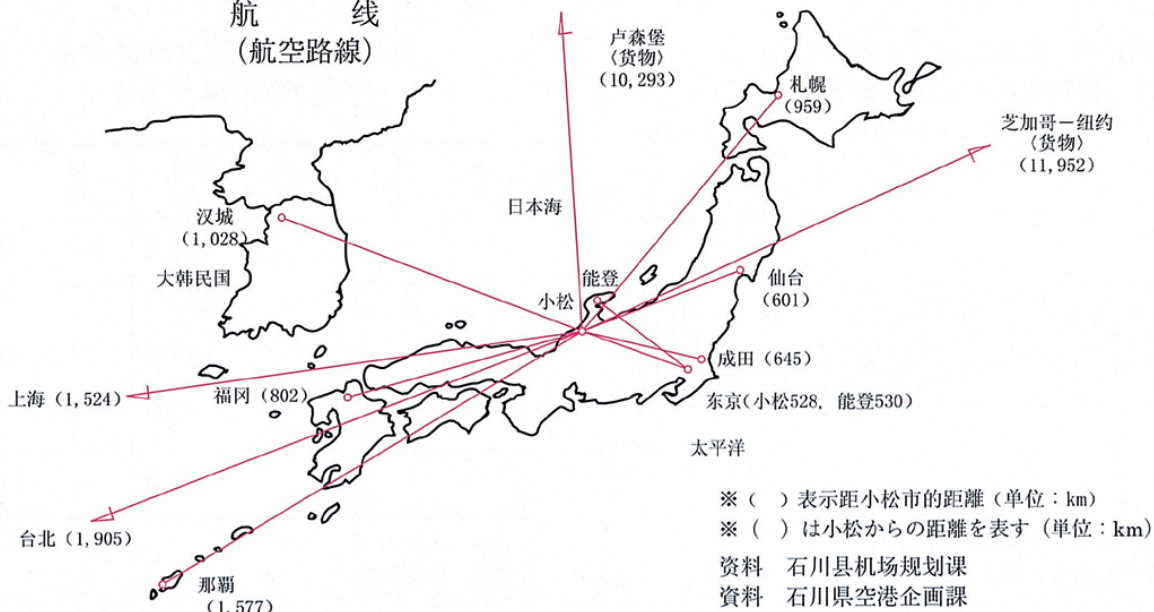 航 线
(航空路線)
卢森堡
〈货物〉
(10,293)
札幌
(959)
芝加哥－纽约
〈货物〉
(11,952)
日本海
汉城
(1,028)
大韩民国
能登
小松
仙台
(601)
成田(645)
上海(1,524)
福冈(802)
东京(小松528, 能登530)
太平洋
台北(1,905)
那覇
(1,577)
※( )表示距小松市的距離(单位：km)
※( )は小松からの距離を表す(単位：km)
资料 石川县机场规划课
资料 石川県空港企画課